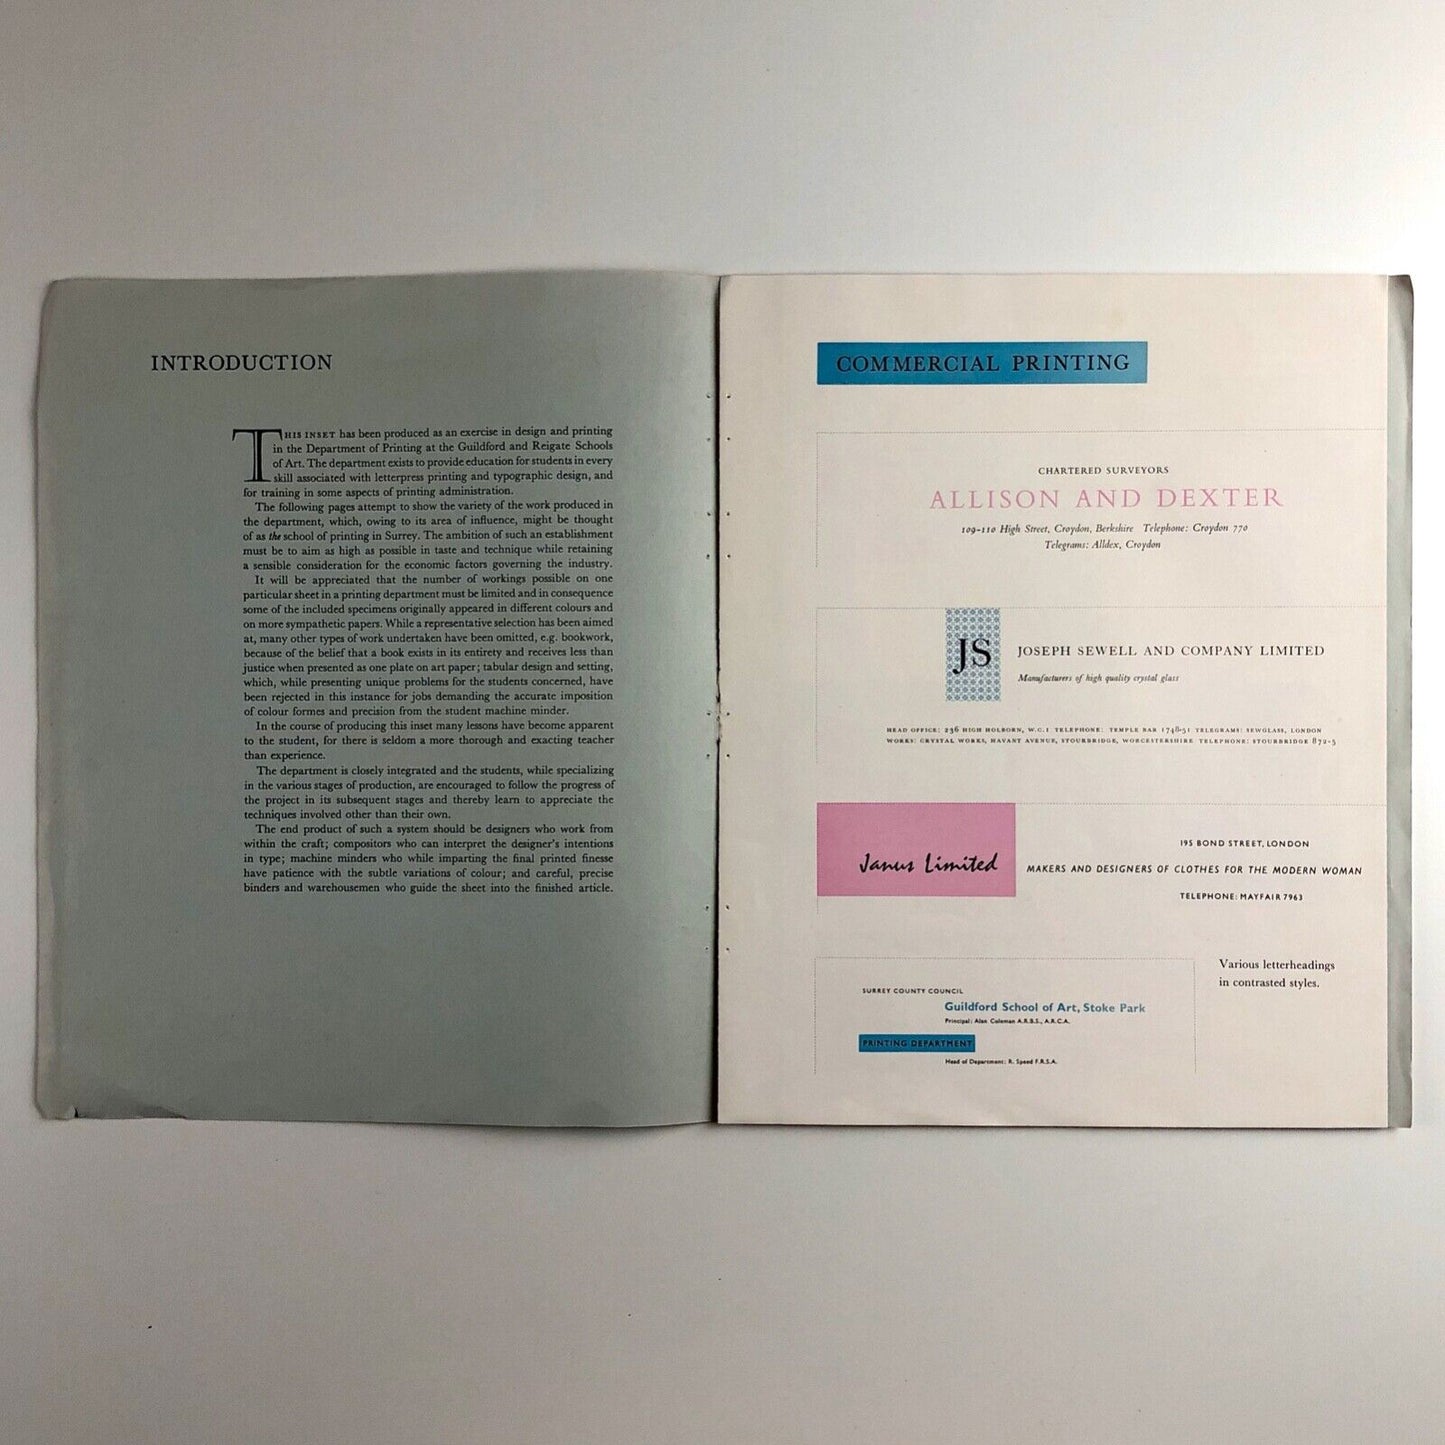 INTRODUCTION
THIS INSET has been produced as an exercise in design and printing
in the Department of Printing at the Guildford and Reigate Schools
of Art. The department exists to provide education for students in every
skill associated with letterpress printing and typographic design, and
for training in some aspects of printing administration.
The following pages attempt to show the variety of the work produced in
the department, which, owing to its area of influence, might be thought
of as the school of printing in Surrey. The ambition of such an establishment
must be to aim as high as possible in taste and technique while retaining
a sensible consideration for the economic factors governing the industry.
It will be appreciated that the number of workings possible on one
particular sheet in a printing department must be limited and in consequence
some of the included specimens originally appeared in different colours and
on more sympathetic papers. While a representative selection has been aimed
at, many other types of work undertaken have been omitted, e.g. bookwork,
because of the belief that a book exists in its entirety and receives less than
justice when presented as one plate on art paper; tabular design and setting,
which, while presenting unique problems for the students concerned, have
been rejected in this instance for jobs demanding the accurate imposition
of colour formes and precision from the student machine minder.
In the course of producing this inset many lessons have become apparent
to the student, for there is seldom a more thorough and exacting teacher
than experience.
The department is closely integrated and the students, while specializing
in the various stages of production, are encouraged to follow the progress of
the project in its subsequent stages and thereby learn to appreciate the
techniques involved other than their own.
The end product of such a system should be designers who work from
within the craft; compositors who can interpret the designer's intentions
in type; machine minders who while imparting the final printed finesse
have patience with the subtle variations of colour; and careful, precise
binders and warehousemen who guide the sheet into the finished article.
COMMERCIAL PRINTING
CHARTERED SURVEYORS
ALLISON AND DEXTER
109-110 High Street, Croydon, Berkshire Telephone: Croydon 770
Telegrams: Alldex, Croydon
JS
JOSEPH SEWELL AND COMPANY LIMITED
Manufacturers of high quality crystal glass
HEAD OFFICE: 236 HIGH HOLBORN, W.C.1 TELEPHONE: TEMPLE BAR 1748-51 TELEGRAMS: SEWGLASS, LONDON
WORKS: CRYSTAL WORKS, HAVANT AVENUE, STOURBRIDGE, WORCESTERSHIRE TELEPHONE: STOURBRIDGE 872-5
Janus Limited
195 BOND STREET, LONDON
MAKERS AND DESIGNERS OF CLOTHES FOR THE MODERN WOMAN
TELEPHONE: MAYFAIR 7963
Various letterheadings
in contrasted styles.
SURREY COUNTY COUNCIL
Guildford School of Art, Stoke Park
Principal: Alan Coleman A.R.B.S., A.R.C.A.
PRINTING DEPARTMENT
Head of Department: R. Speed F.R.S.A.